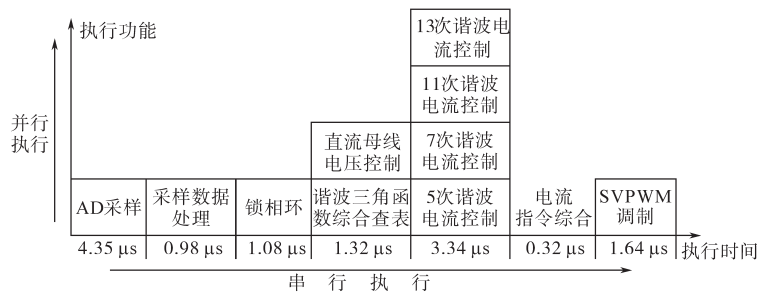 执行功能
并行
执行
13次谐波电
流控制
11次谐波
电流控制
直流母线
电压控制
7次谐波
电流控制
AD采样
采样数据
处理
锁相环
谐波三角函
数综合查表
5次谐波
电流控制
电流
指令综合
SVPWM
调制
4.35 μs
0.98 μs
1.08 μs
1.32 μs
3.34 μs
0.32 μs
1.64 μs
执行时间
串 行 执 行